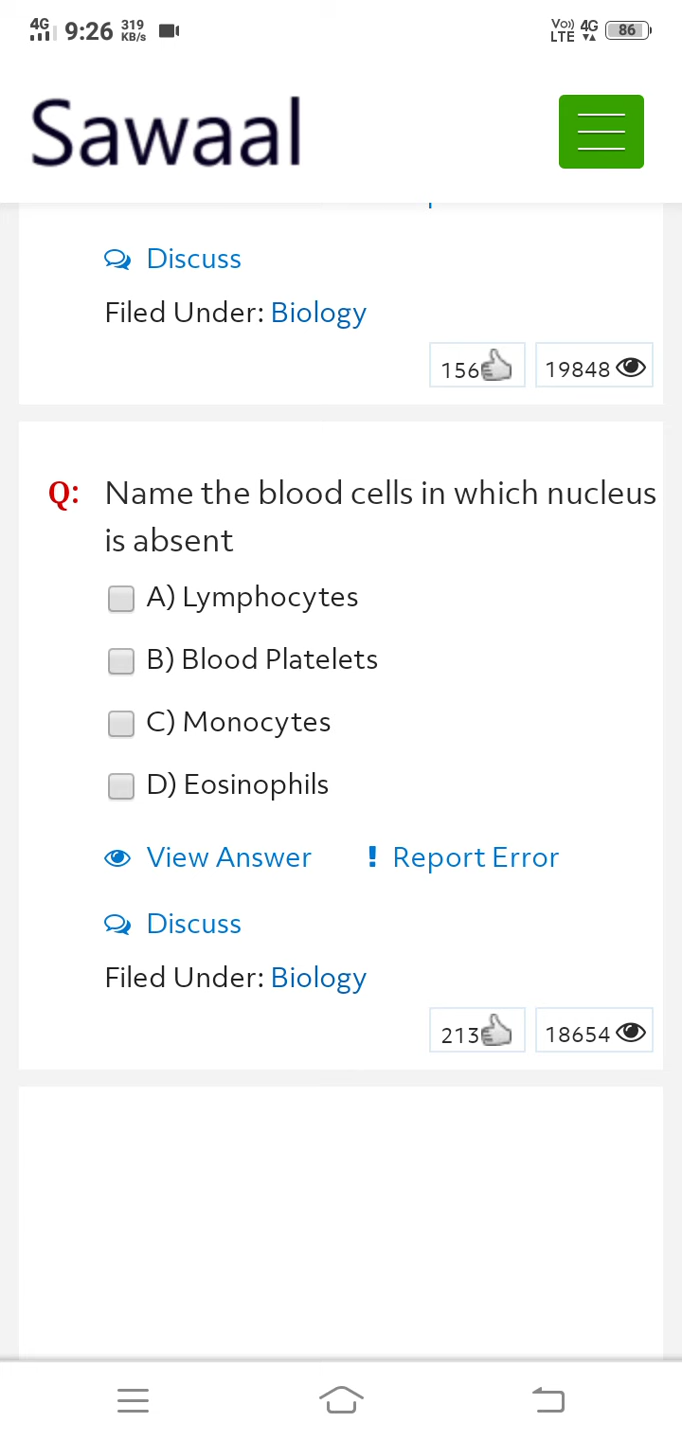 4G 9:26 319 KB/s Vo)) LTE 4G 86
Sawaal
Discuss
Filed Under: Biology
156 19848
Q: Name the blood cells in which nucleus
is absent
A) Lymphocytes
B) Blood Platelets
C) Monocytes
D) Eosinophils
View Answer ! Report Error
Discuss
Filed Under: Biology
213 18654